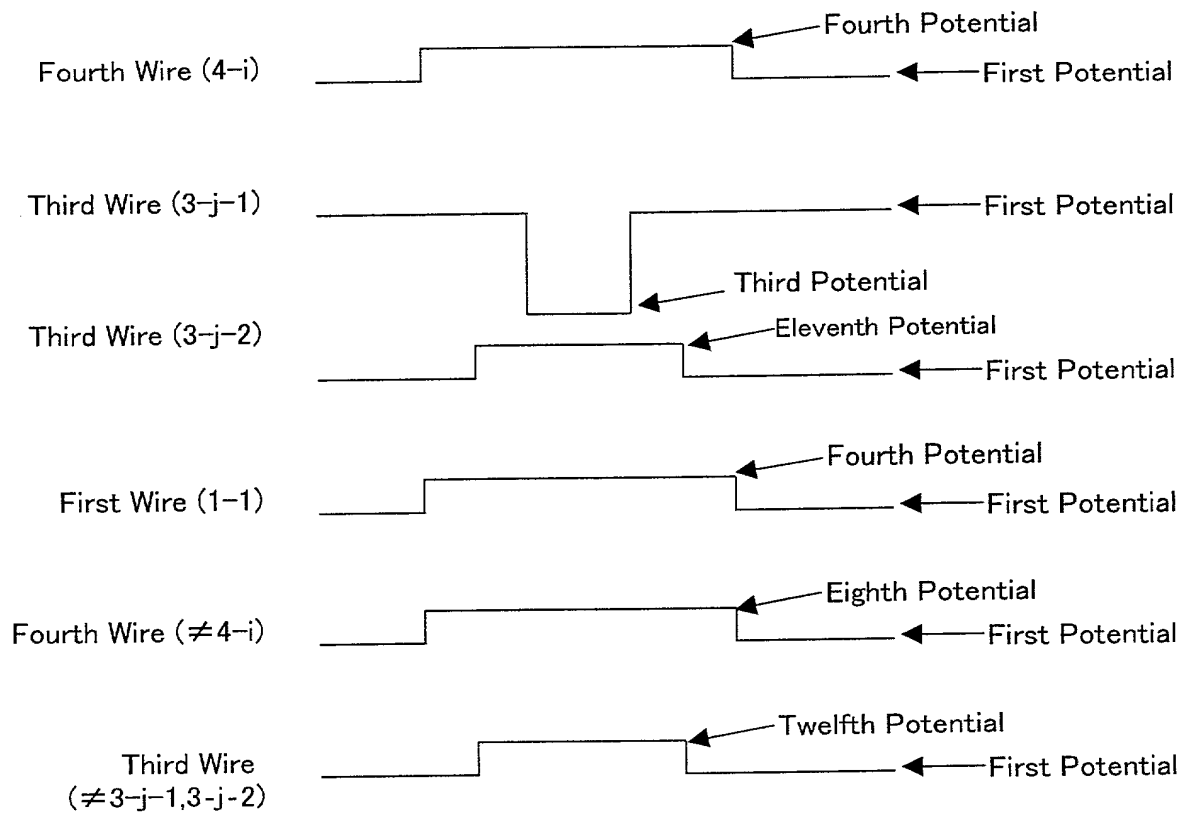 Fourth Potential
Fourth Wire (4-i)
First Potential
Third Wire (3-j-1)
First Potential
Third Potential
Third Wire (3-j-2)
Eleventh Potential
First Potential
Fourth Potential
First Wire (1-1)
First Potential
Eighth Potential
Fourth Wire (≠4-i)
First Potential
Twelfth Potential
Third Wire
First Potential
(≠3-j-1,3-j-2)